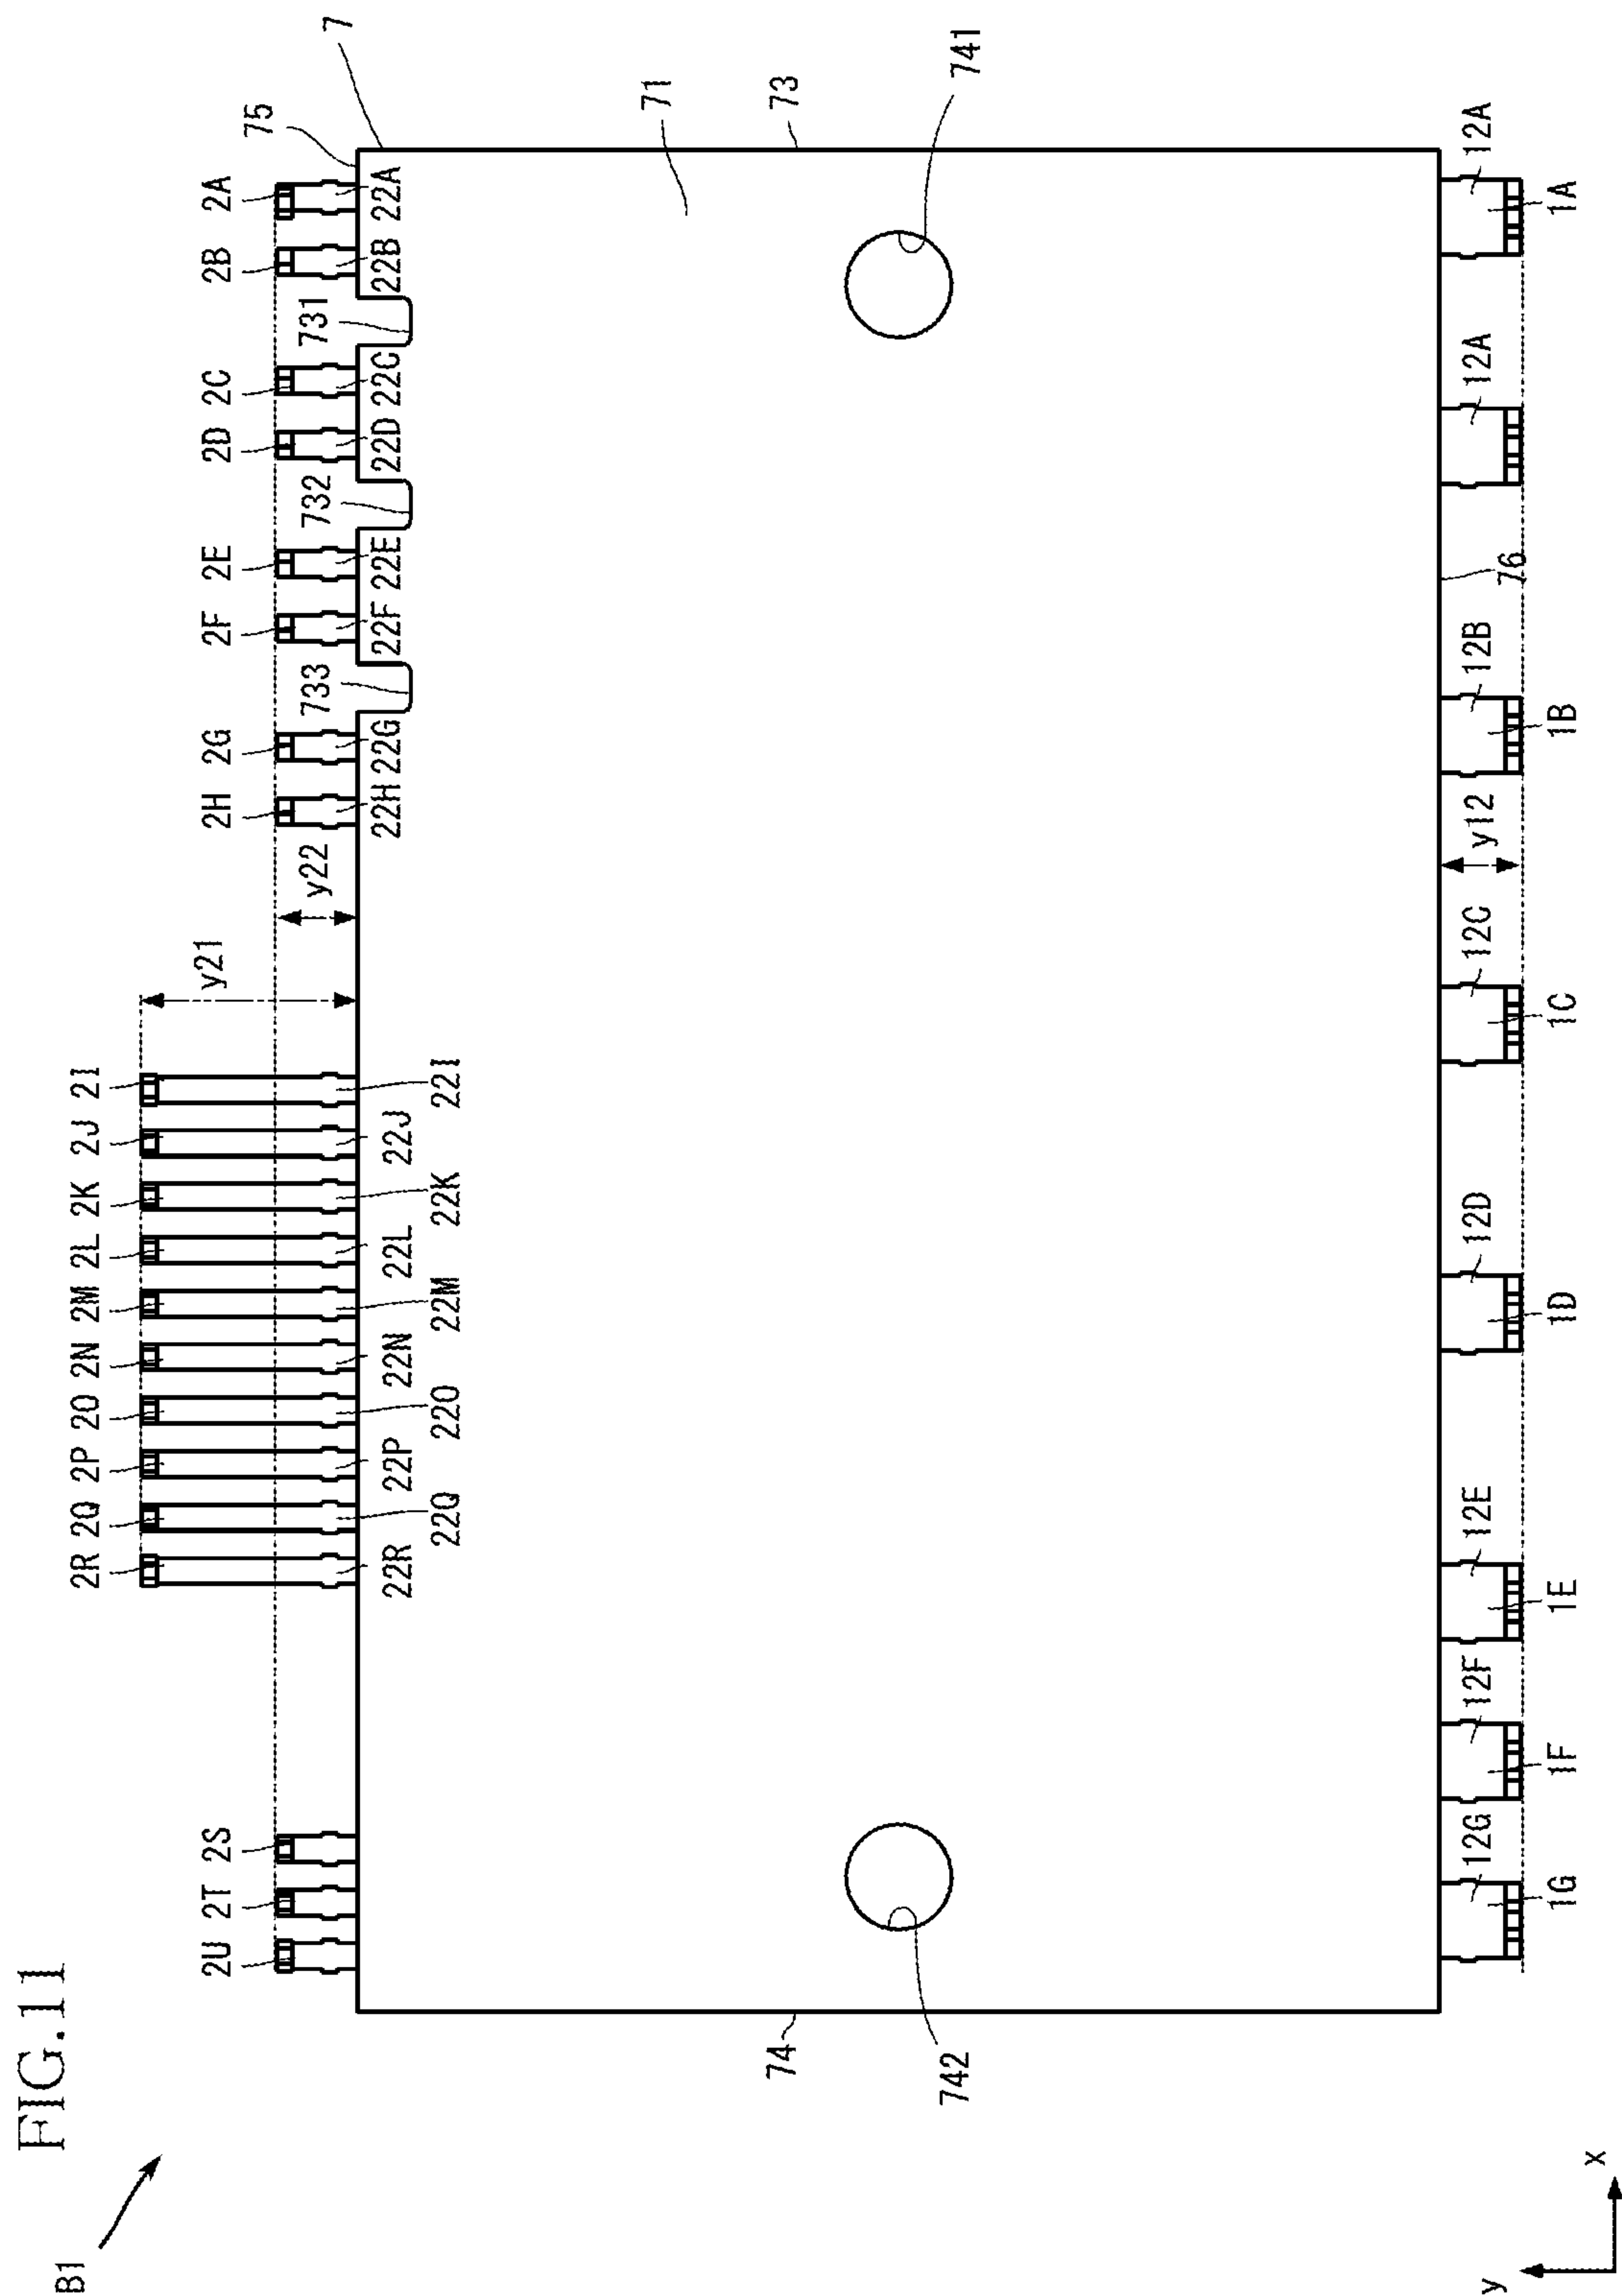 FIG.11
B1
2R 2Q 2P 2O 2N 2M 2L 2K 2J 2I
y21
2U 2T 2S
y22
2H 2G 2F 2E 2D 2C 2B 2A
75
7
733 732 731
22R 22P 22N 22L 22J
22Q 22O 22M 22K 22I
22H 22G 22F 22E 22D 22C 22B 22A
71
74
73
742
741
12G 12F 12E 12D 12C y12 12B 12A 12A
76
1G 1F 1E 1D 1C 1B 1A
y
x